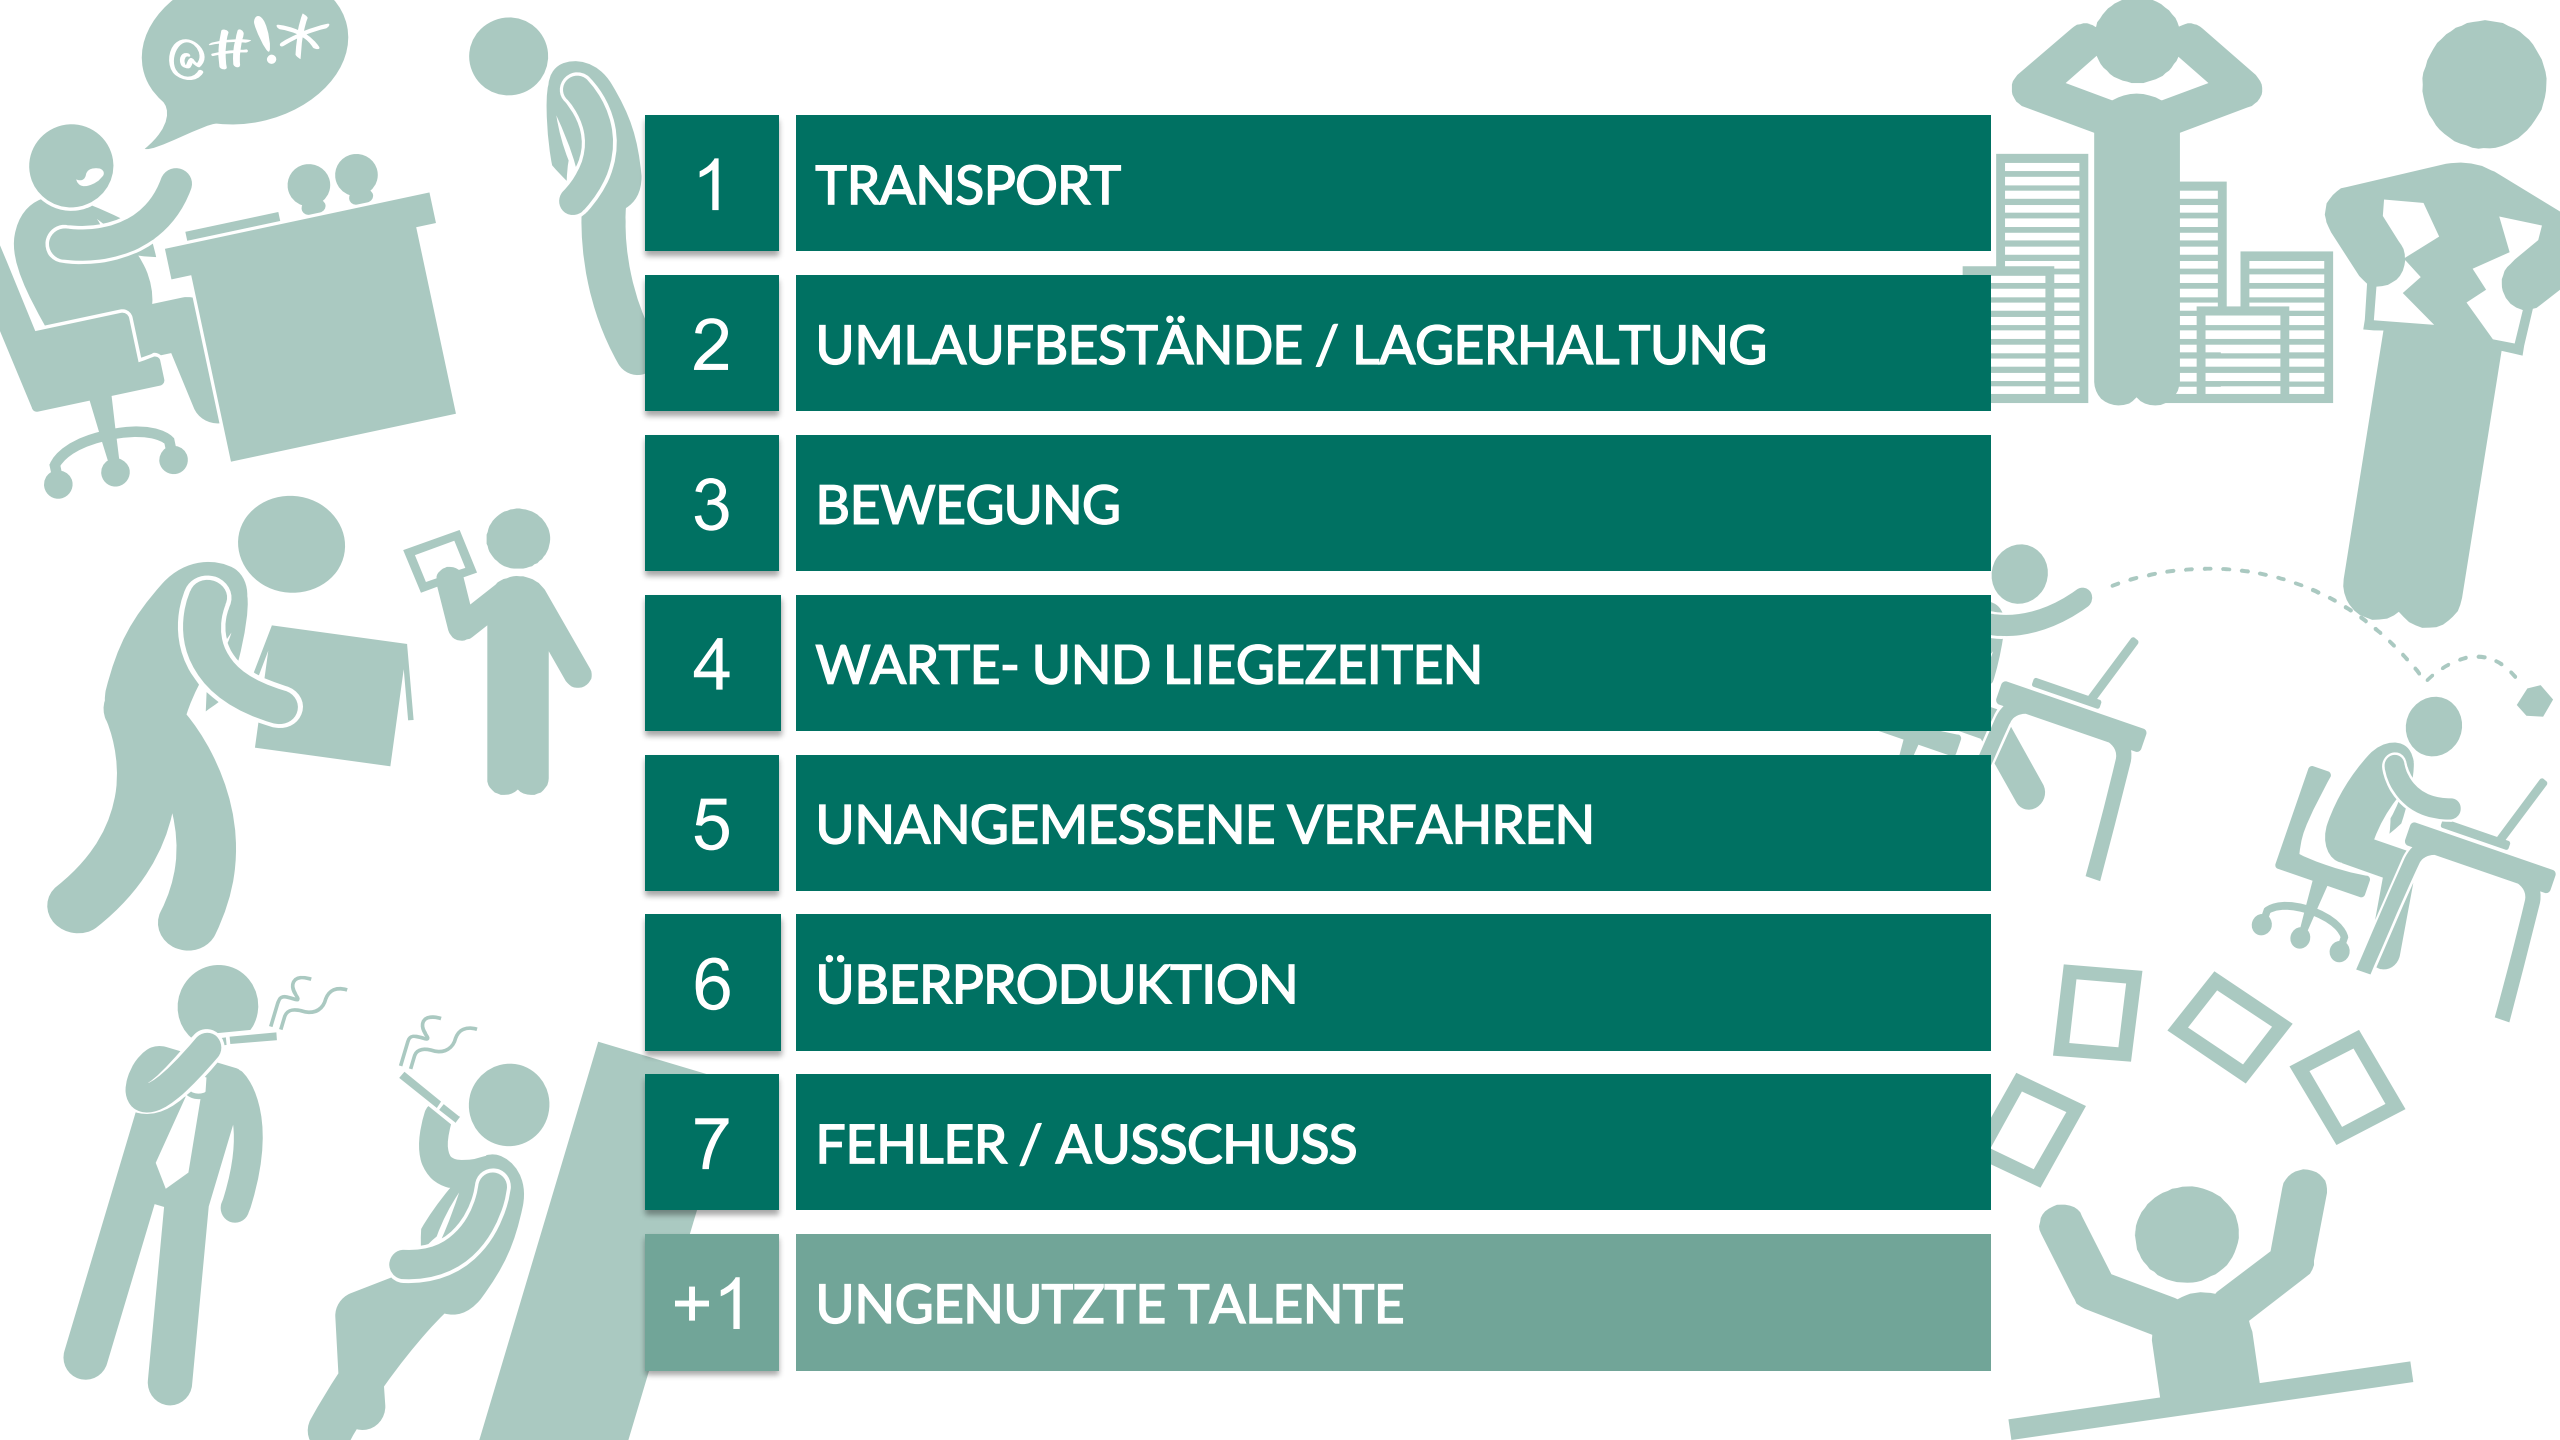 @#!*
1 TRANSPORT
2 UMLAUFBESTÄNDE / LAGERHALTUNG
3 BEWEGUNG
4 WARTE- UND LIEGEZEITEN
5 UNANGEMESSENE VERFAHREN
6 ÜBERPRODUKTION
7 FEHLER / AUSSCHUSS
+1 UNGENUTZTE TALENTE